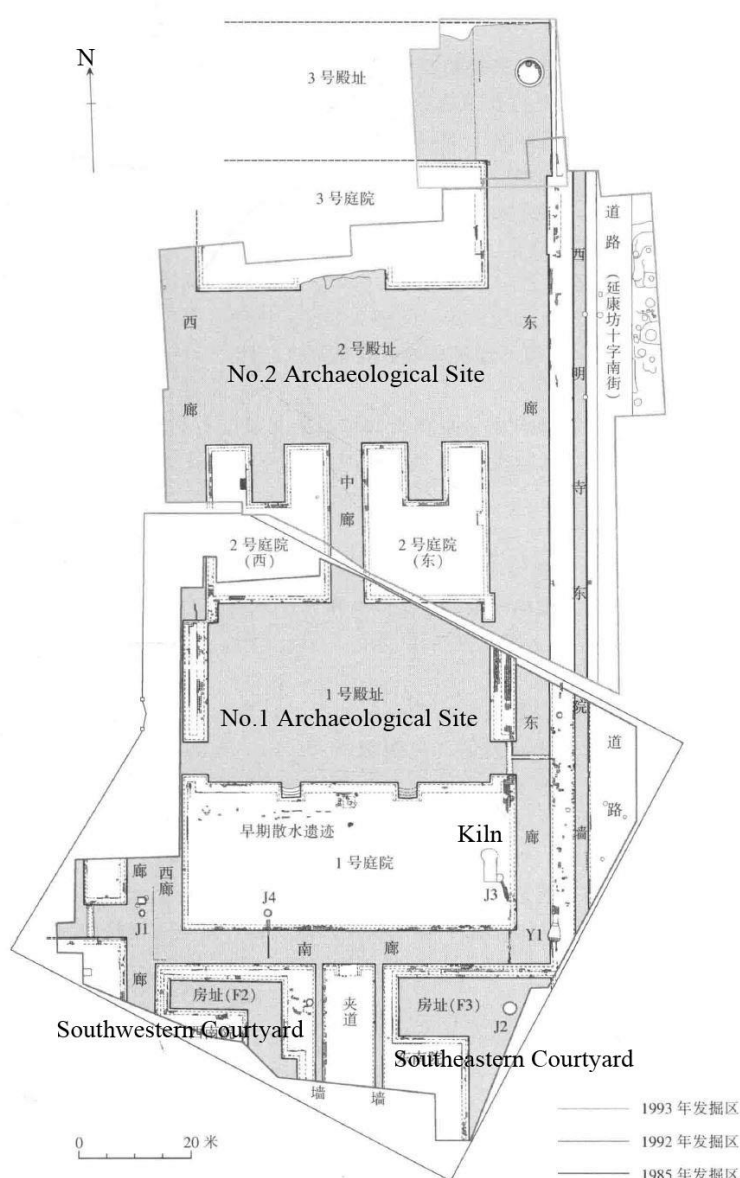 N
3号殿址
3号庭院
道路(延康坊十字南街)
西廊
2号殿址
No.2 Archaeological Site
东廊
西明寺东院墙
中廊
2号庭院
(西)
2号庭院
(东)
1号殿址
No.1 Archaeological Site
东廊
道路
早期散水遗迹
Kiln
1号庭院
J3
廊
西廊
J4
J1
Y1
南廊
廊
房址(F2)
夹道
房址(F3)
J2
Southwestern Courtyard
Southeastern Courtyard
墙
墙
0 20 米
1993 年发掘区
1992 年发掘区
1985 年发掘区